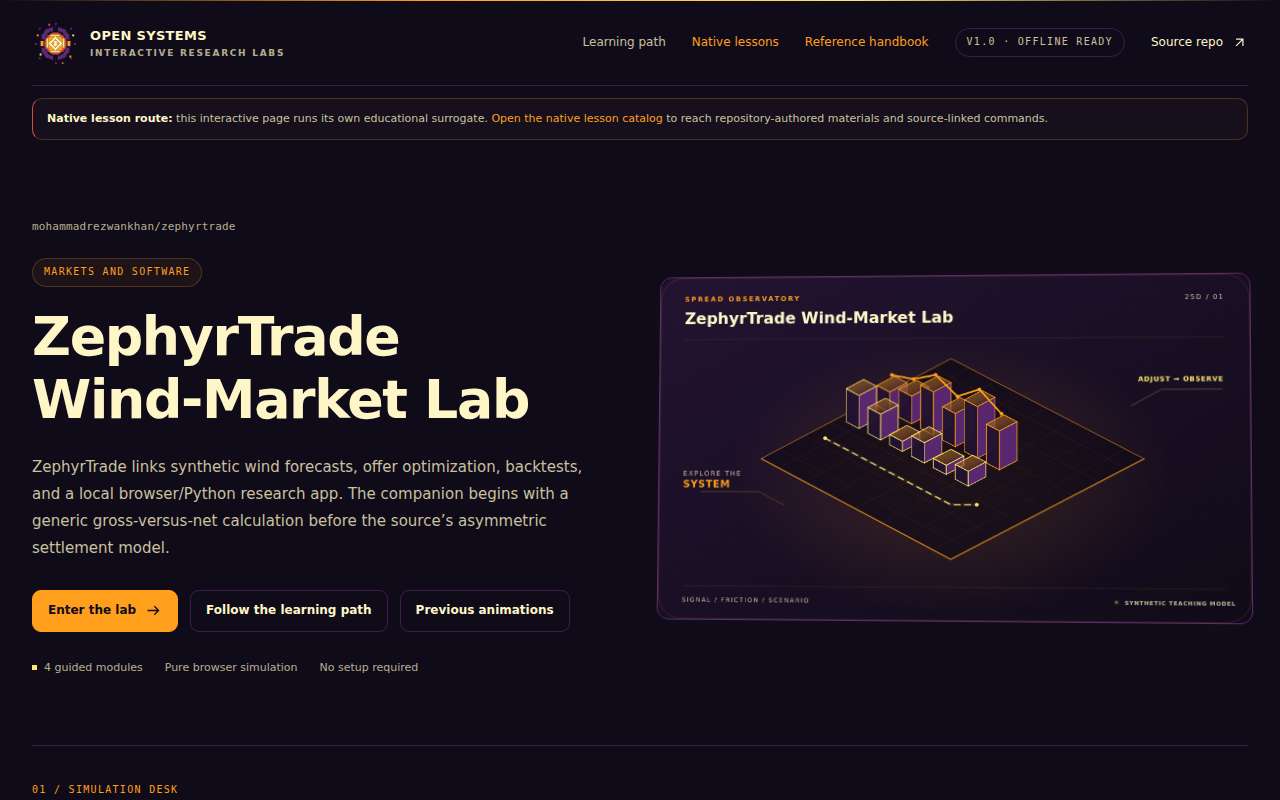 OPEN SYSTEMS
INTERACTIVE RESEARCH LABS
Learning path
Native lessons
Reference handbook
V1.0 · OFFLINE READY
Source repo
Native lesson route: this interactive page runs its own educational surrogate. Open the native lesson catalog to reach repository-authored materials and source-linked commands.
mohammadrezwankhan/zephyrtrade
MARKETS AND SOFTWARE
ZephyrTrade
Wind-Market Lab
ZephyrTrade links synthetic wind forecasts, offer optimization, backtests,
and a local browser/Python research app. The companion begins with a
generic gross-versus-net calculation before the source’s asymmetric
settlement model.
Enter the lab →
Follow the learning path
Previous animations
4 guided modules
Pure browser simulation
No setup required
SPREAD OBSERVATORY
25D / 01
ZephyrTrade Wind-Market Lab
ADJUST → OBSERVE
EXPLORE THE
SYSTEM
SIGNAL / FRICTION / SCENARIO
SYNTHETIC TEACHING MODEL
01 / SIMULATION DESK